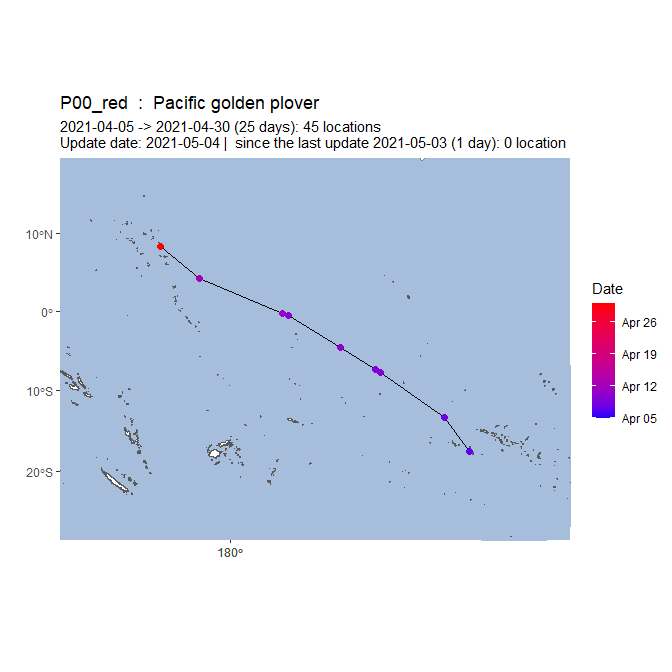 P00_red  :  Pacific golden plover
2021-04-05 -> 2021-04-30 (25 days): 45 locations
Update date: 2021-05-04 |  since the last update 2021-05-03 (1 day): 0 location
10°N
0°
10°S
20°S
180°
Date
Apr 26
Apr 19
Apr 12
Apr 05